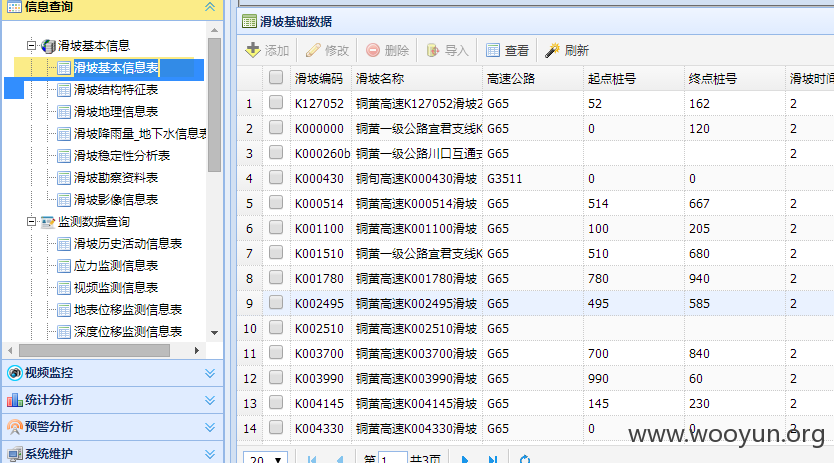 信息查询
滑坡基本信息
滑坡基本信息表
滑坡结构特征表
滑坡地理信息表
滑坡降雨量_地下水信息表
滑坡稳定性分析表
滑坡勘察资料表
滑坡影像信息表
监测数据查询
滑坡历史活动信息表
应力监测信息表
视频监测信息表
地表位移监测信息表
深度位移监测信息表
视频监控
统计分析
预警分析
系统维护
滑坡基础数据
添加 修改 删除 导入 查看 刷新
滑坡编码 滑坡名称 高速公路 起点桩号 终点桩号 滑坡时间
1 K127052 铜黄高速K127052滑坡2 G65 52 162 2
2 K000000 铜黄一级公路宜君支线K G65 0 120 2
3 K000260b 铜黄一级公路川口互通式 G65 2
4 K000430 铜旬高速K000430滑坡 G3511 0 0
5 K000514 铜黄高速K000514滑坡 G65 514 667 2
6 K001100 铜黄高速K001100滑坡 G65 100 205 2
7 K001510 铜黄一级公路宜君支线K G65 510 680 2
8 K001780 铜黄高速K001780滑坡 G65 780 940 2
9 K002495 铜黄高速K002495滑坡 G65 495 585 2
10 K002510 铜黄高速K002510滑坡 G65
11 K003700 铜黄高速K003700滑坡 G65 700 840 2
12 K003990 铜黄高速K003990滑坡 G65 990 60 2
13 K004145 铜黄高速K004145滑坡 G65 145 230 2
14 K004330 铜黄高速K004330滑坡 G65 0 0
20 第 1 共3页
www.wooyun.org